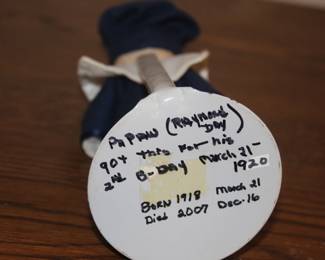 PAPAW (RAYMOND
DAY)
got this for his
2nd B-DAY March 21-
1920
BORN 1918 March 21
Died 2007 Dec. 16